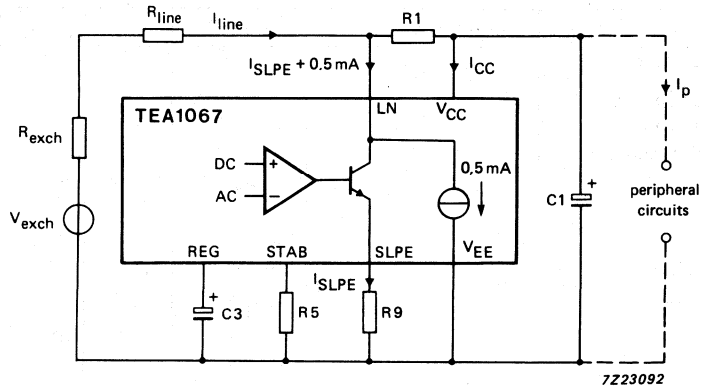 Rline
Iline
R1
ISLPE + 0.5 mA
ICC
Ip
LN
VCC
TEA1067
Rexch
DC
+
0,5 mA
AC
−
+
C1
peripheral
circuits
Vexch
REG
STAB
SLPE
VEE
+
ISLPE
C3
R5
R9
7Z23092